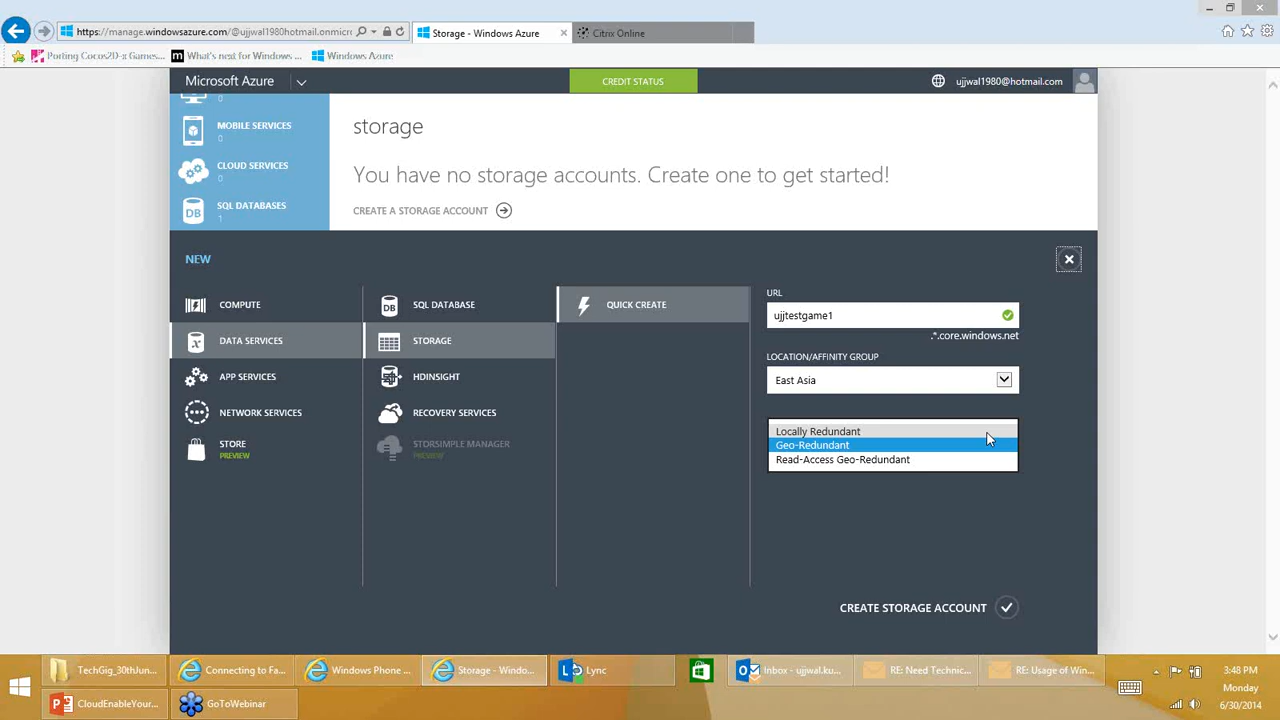 https://manage.windowsazure.com/@ujjwal1980hotmail.onmicro
Storage - Windows Azure
Citrix Online
Porting Cocos2D-x Games...
What's next for Windows ...
Windows Azure
Microsoft Azure
CREDIT STATUS
ujjwal1980@hotmail.com
0
MOBILE SERVICES
0
CLOUD SERVICES
0
SQL DATABASES
1
storage
You have no storage accounts. Create one to get started!
CREATE A STORAGE ACCOUNT
NEW
COMPUTE
DATA SERVICES
APP SERVICES
NETWORK SERVICES
STORE
PREVIEW
SQL DATABASE
STORAGE
HDINSIGHT
RECOVERY SERVICES
STORSIMPLE MANAGER
PREVIEW
QUICK CREATE
URL
ujjtestgame1
.*.core.windows.net
LOCATION/AFFINITY GROUP
East Asia
Locally Redundant
Geo-Redundant
Read-Access Geo-Redundant
CREATE STORAGE ACCOUNT
TechGig_30thJun...
Connecting to Fa...
Windows Phone ...
Storage - Windo...
Lync
Inbox - ujjwal.ku...
RE: Need Technic...
RE: Usage of Win...
CloudEnableYour...
GoToWebinar
3:48 PM
Monday
6/30/2014